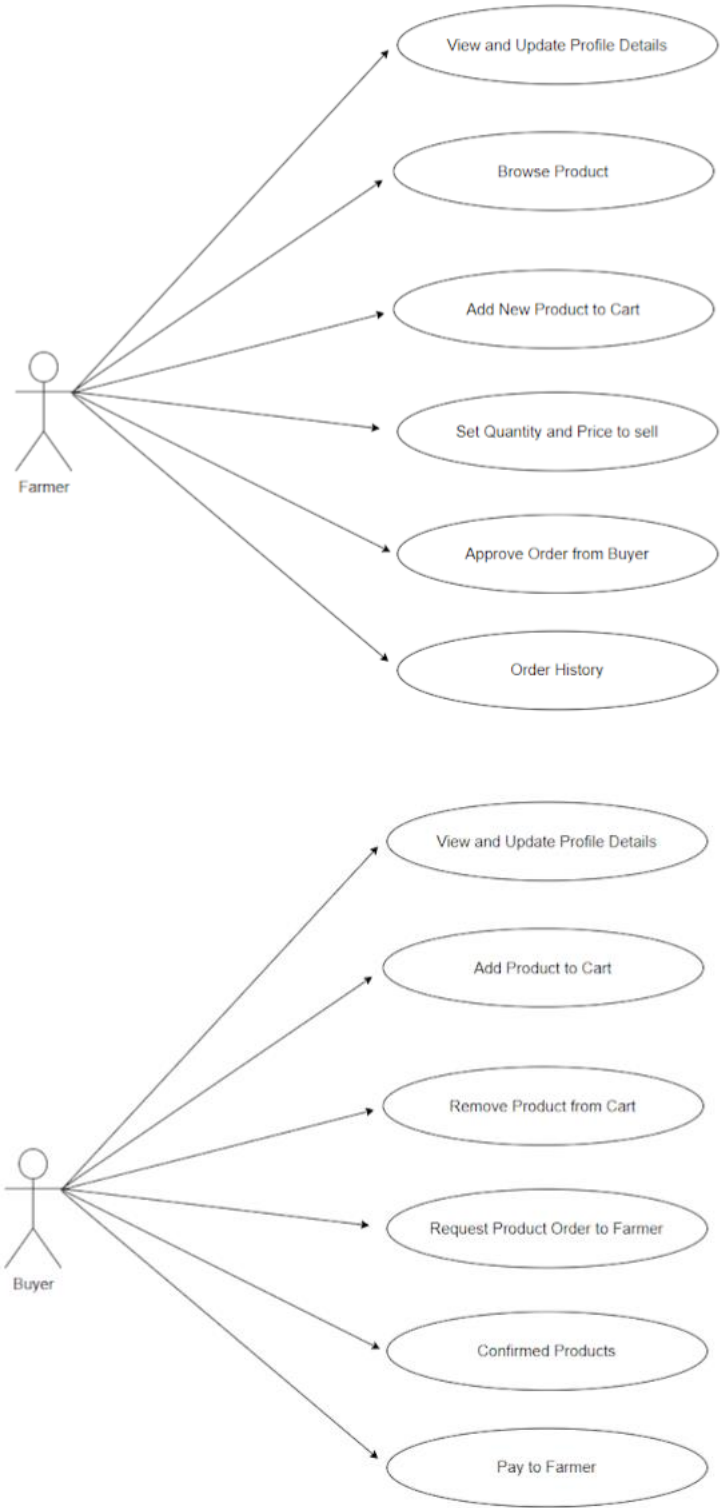 View and Update Profile Details
Browse Product
Add New Product to Cart
Set Quantity and Price to sell
Farmer
Approve Order from Buyer
Order History
View and Update Profile Details
Add Product to Cart
Remove Product from Cart
Request Product Order to Farmer
Buyer
Confirmed Products
Pay to Farmer